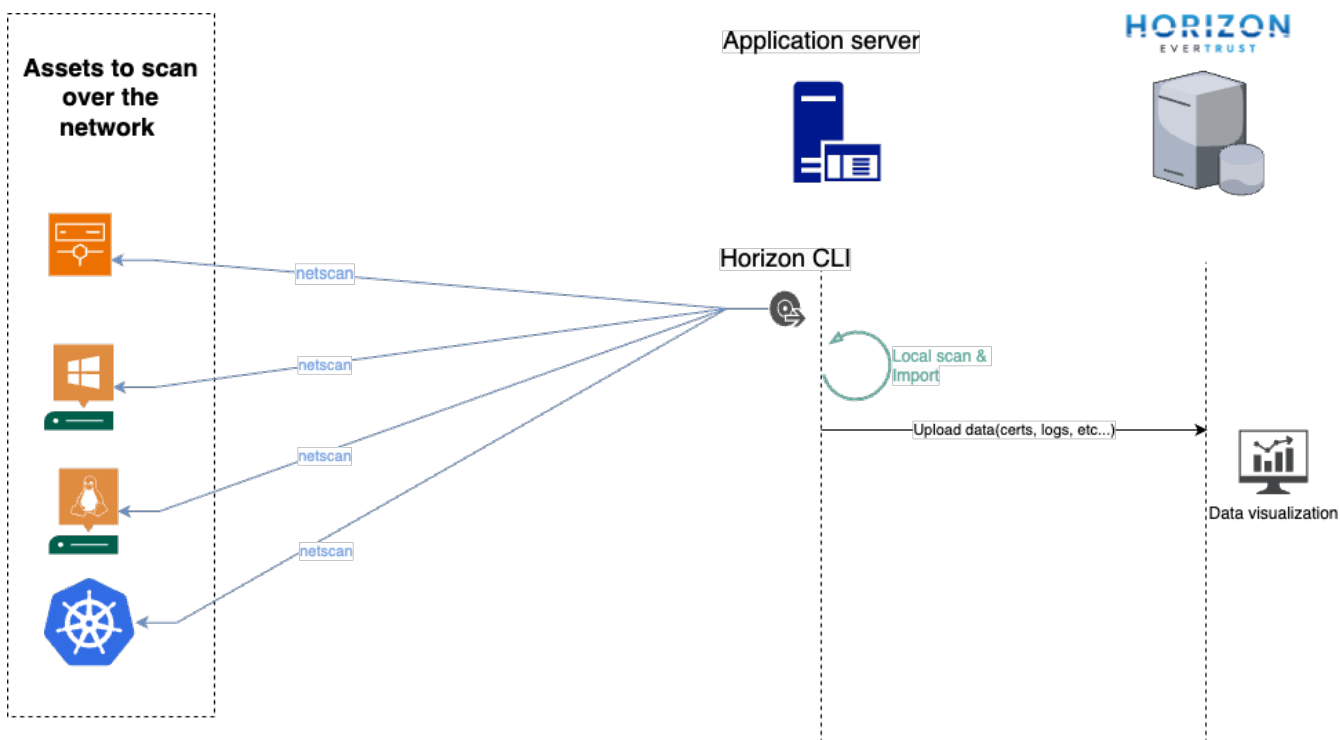 Assets to scan
over the
network
Application server
HORIZON
EVERTRUST
Horizon CLI
netscan
netscan
netscan
netscan
Local scan &
Import
Upload data(certs, logs, etc...)
Data visualization